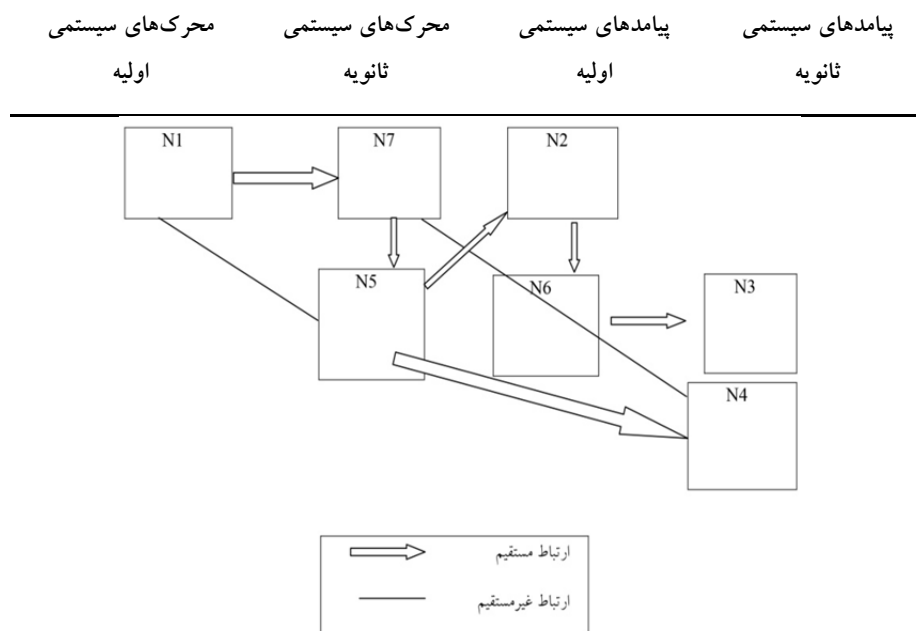 پیامدهای سیستمی ثانویه
پیامدهای سیستمی اولیه
محرک‌های سیستمی ثانویه
محرک‌های سیستمی اولیه
N1
N7
N2
N5
N6
N3
N4
ارتباط مستقیم
ارتباط غیرمستقیم